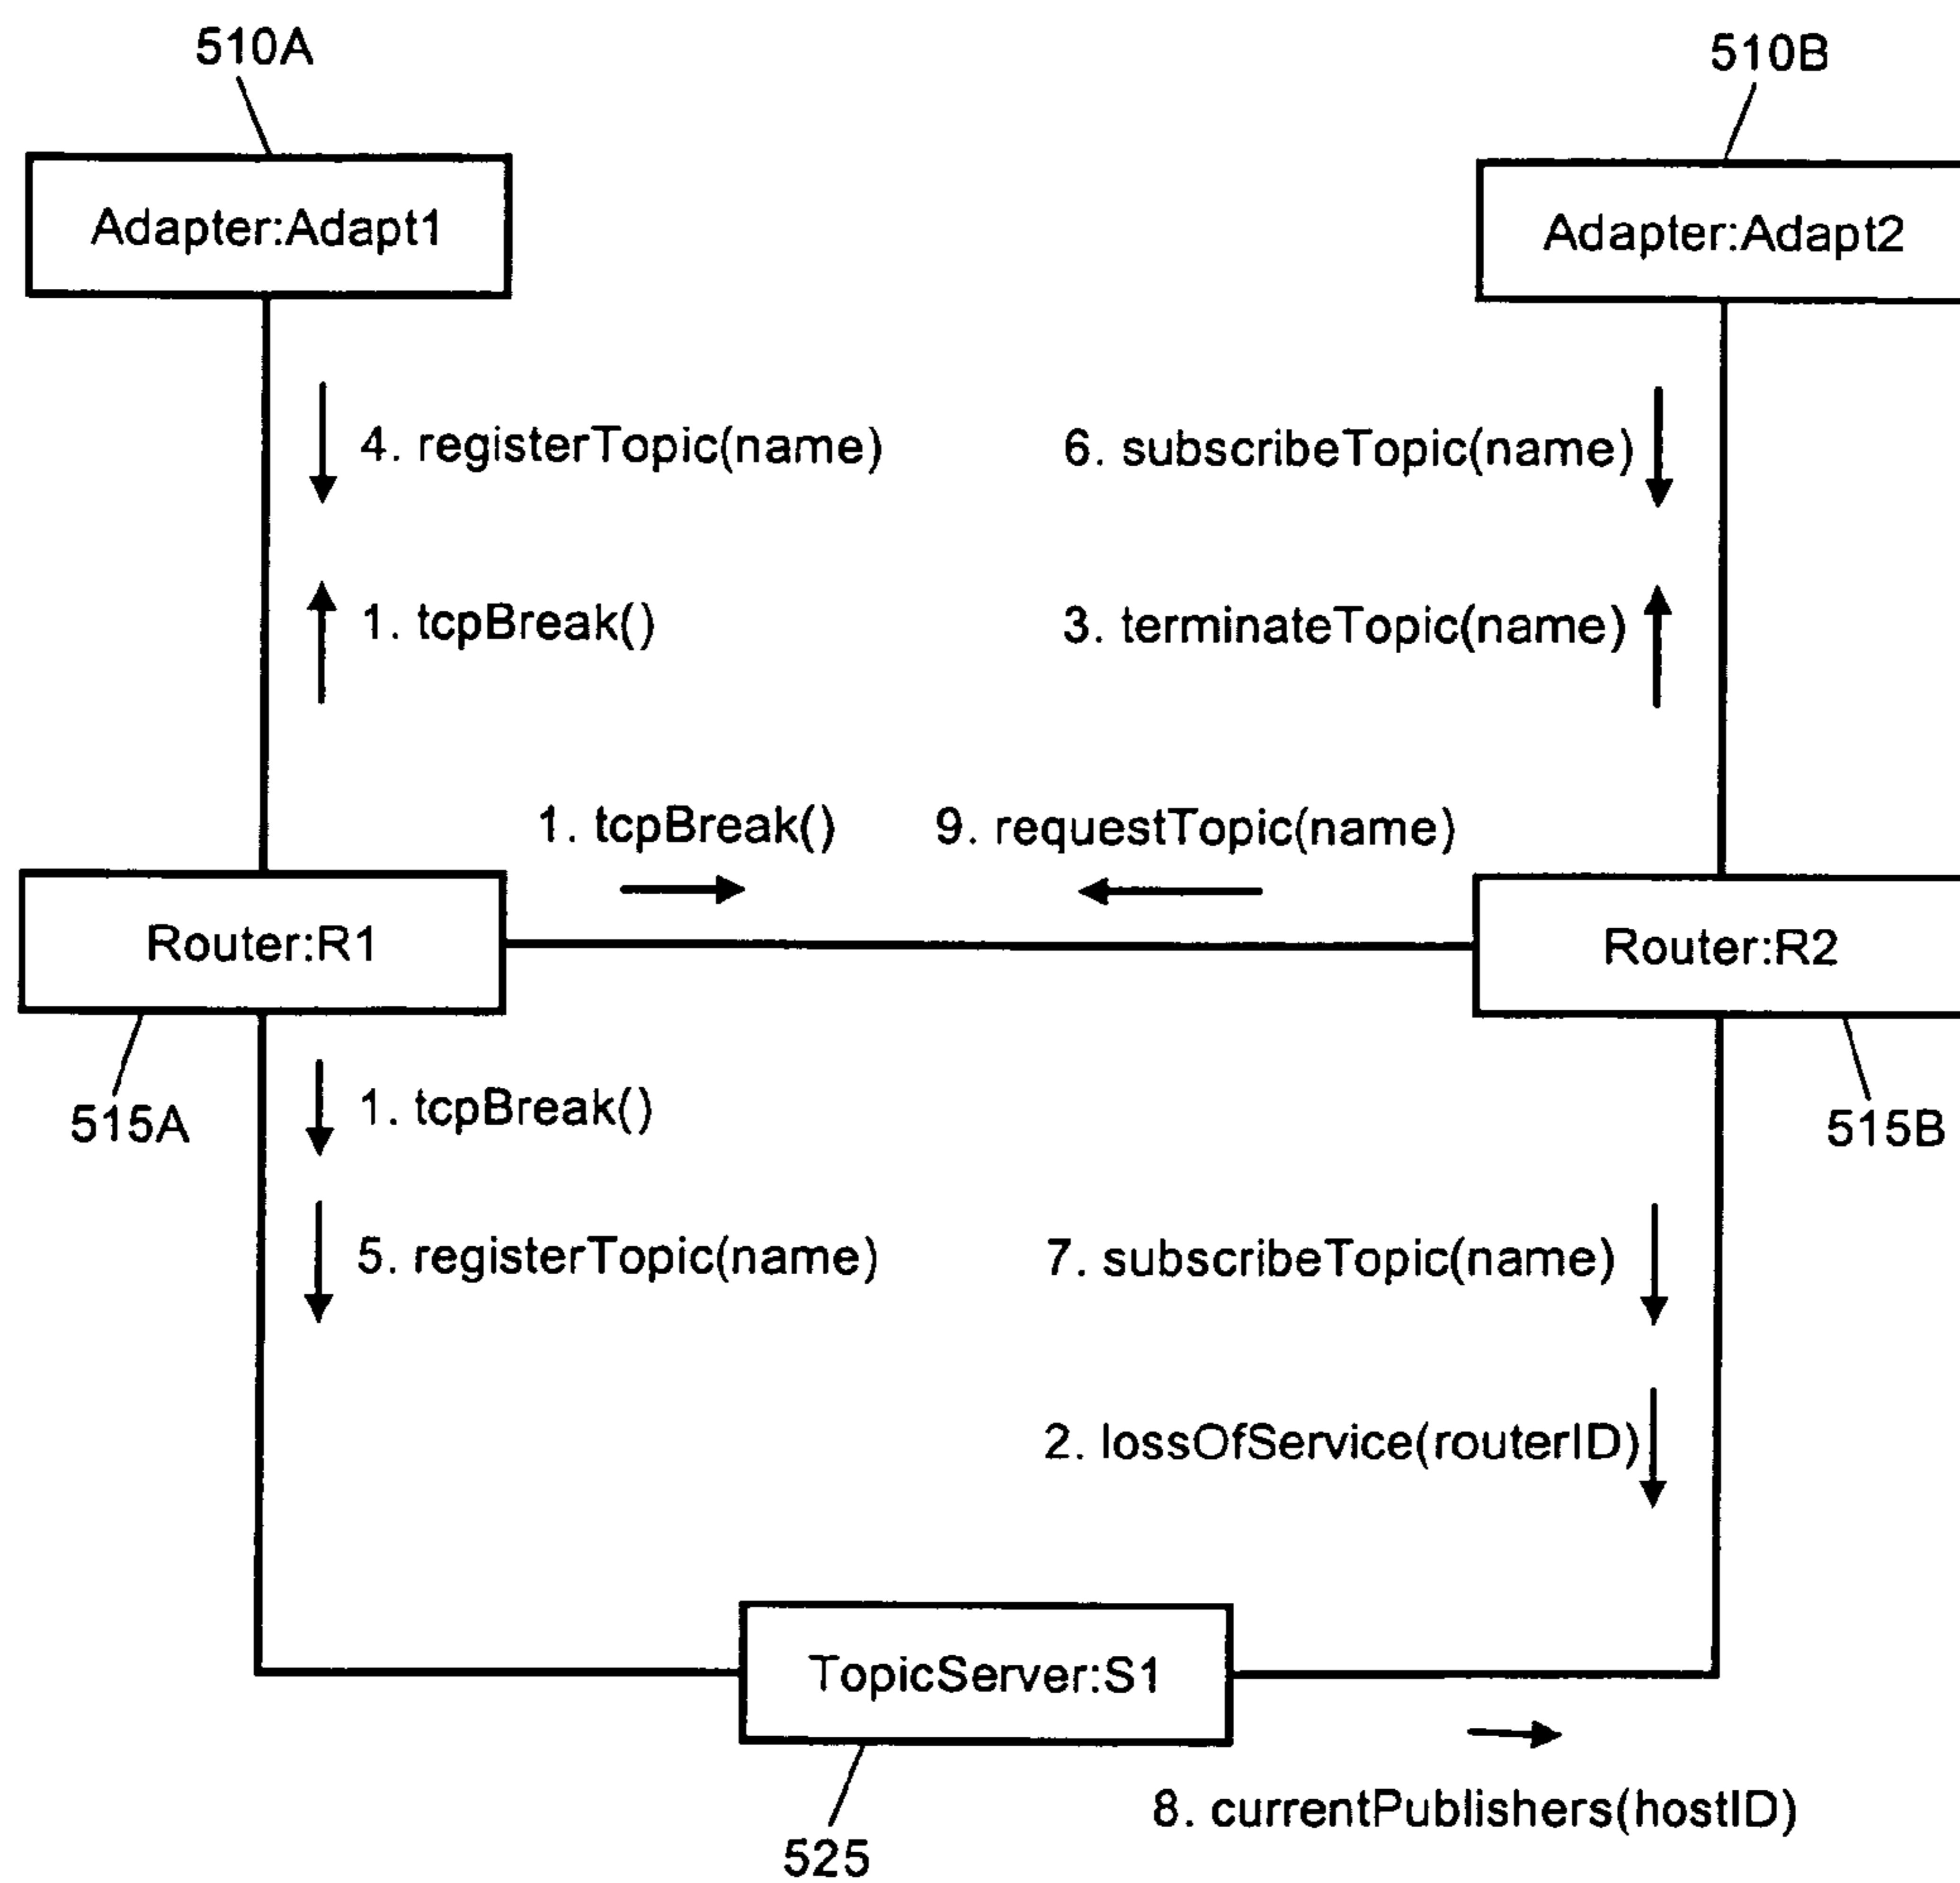 510A
510B
Adapter:Adapt1
Adapter:Adapt2
4. registerTopic(name)
6. subscribeTopic(name)
1. tcpBreak()
3. terminateTopic(name)
1. tcpBreak()
9. requestTopic(name)
Router:R1
Router:R2
515A
1. tcpBreak()
515B
5. registerTopic(name)
7. subscribeTopic(name)
2. lossOfService(routerID)
TopicServer:S1
8. currentPublishers(hostID)
525